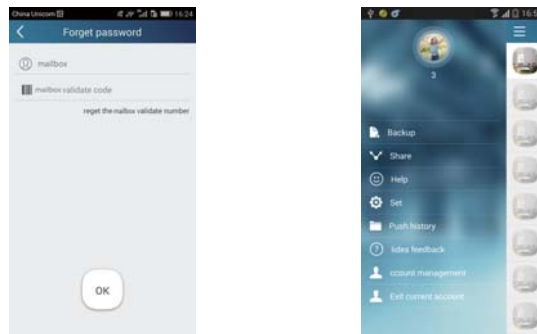 China Unicom 16:24
Forget password
mailbox
mailbox validate code
reget the mailbox validate number
OK
3
Backup
Share
Help
Set
Push history
Idea feedback
ccount management
Exit current account